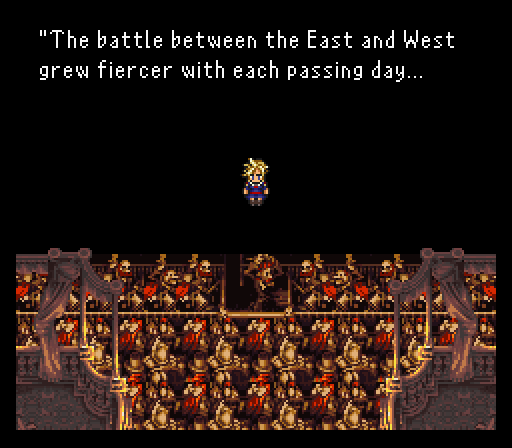 "The battle between the East and West
grew fiercer with each passing day...